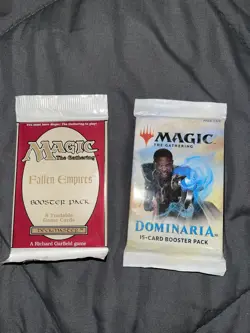 MAGIC
The Gathering
Fallen Empires
BOOSTER PACK
8 Game Cards
DECKMASTER
A Richard Garfield game
MAGIC
THE GATHERING
DOMINARIA
15-CARD BOOSTER PACK